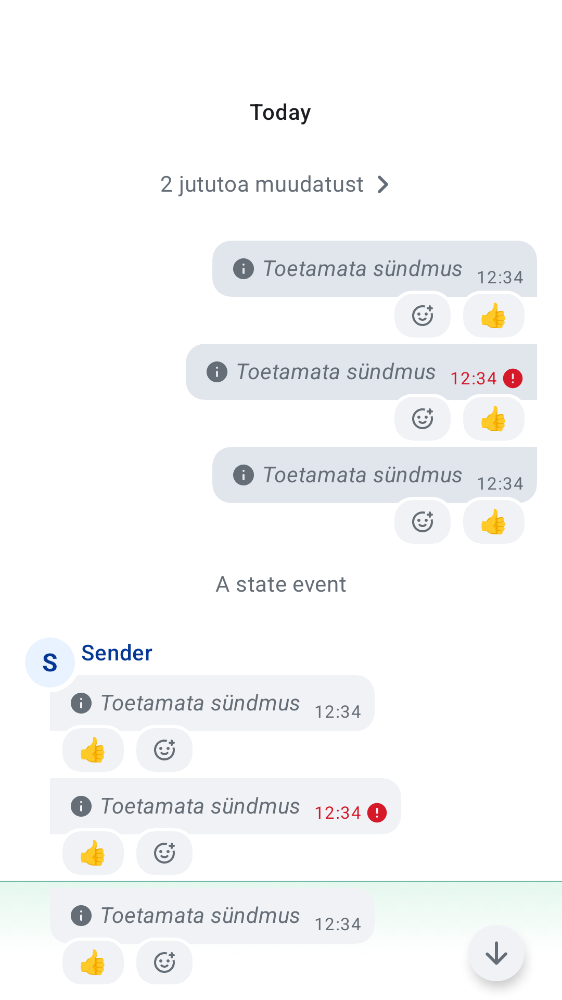 Today
2 jututoa muudatust
Toetamata sündmus 12:34
👍
Toetamata sündmus 12:34
👍
Toetamata sündmus 12:34
👍
A state event
S Sender
Toetamata sündmus 12:34
👍
Toetamata sündmus 12:34
👍
Toetamata sündmus 12:34
👍